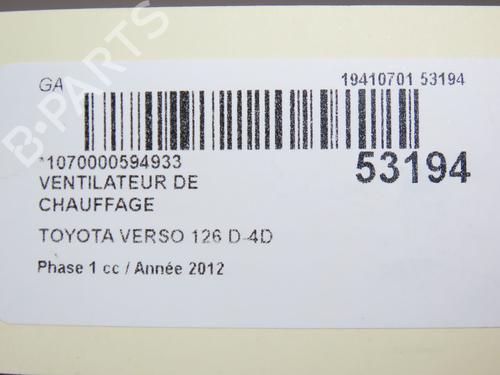 GA
19410701 53194
*1070000594933
53194
VENTILATEUR DE
CHAUFFAGE
TOYOTA VERSO 126 D-4D
Phase 1 cc / Année 2012
B-PARTS